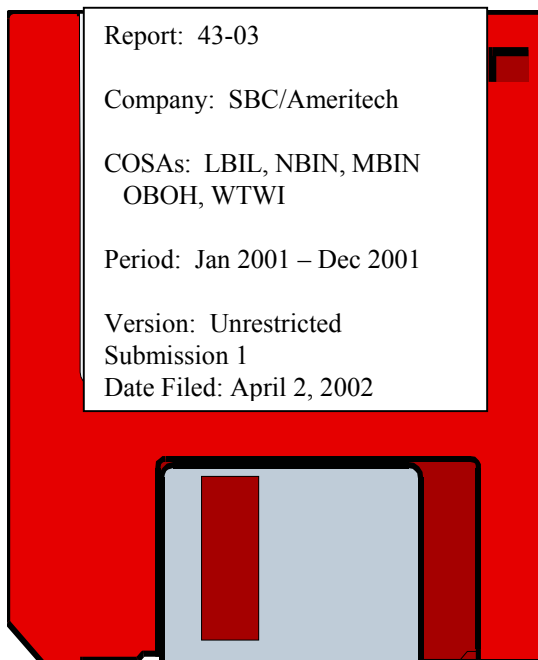 Report: 43-03
Company: SBC/Ameritech
COSAs: LBIL, NBIN, MBIN
OBOH, WTWI
Period: Jan 2001 – Dec 2001
Version: Unrestricted
Submission 1
Date Filed: April 2, 2002